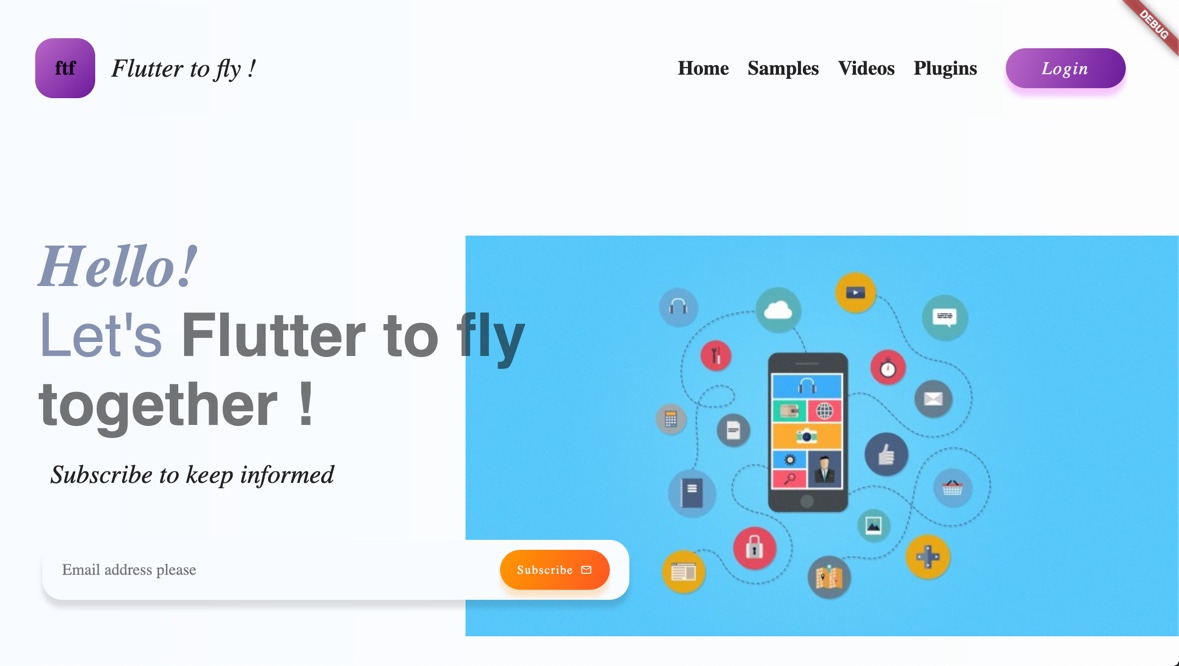 DEBUG
ftf Flutter to fly ! Home Samples Videos Plugins Login
Hello!
Let's Flutter to fly
together !
Subscribe to keep informed
Email address please Subscribe